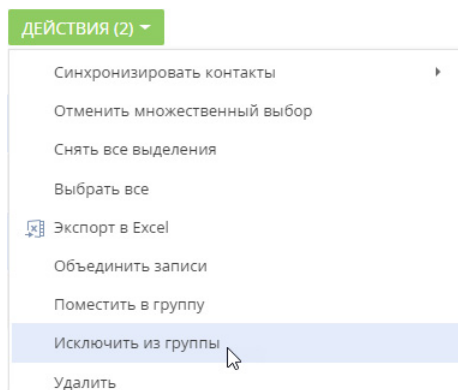 ДЕЙСТВИЯ (2)
Синхронизировать контакты
Отменить множественный выбор
Снять все выделения
Выбрать все
Экспорт в Excel
Объединить записи
Поместить в группу
Исключить из группы
Удалить